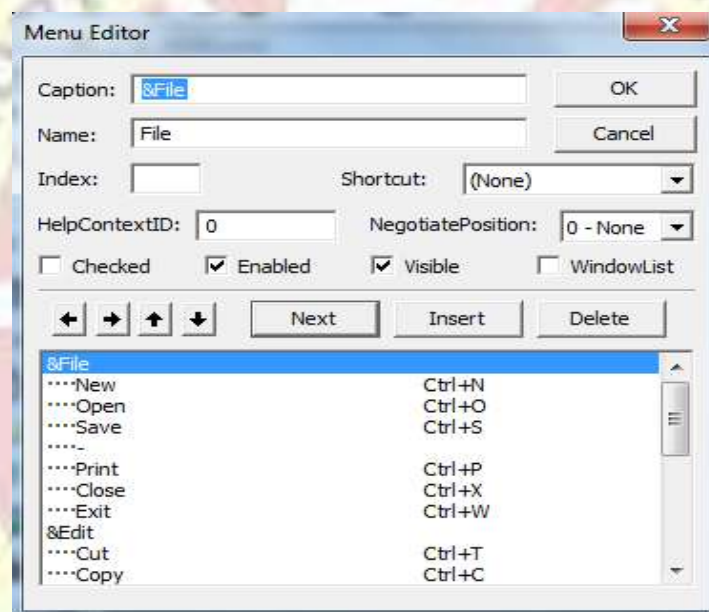 Menu Editor
Caption: &File OK
Name: File Cancel
Index: Shortcut: (None)
HelpContextID: 0 NegotiatePosition: 0 - None
Checked Enabled Visible WindowList
Next Insert Delete
&File
····New Ctrl+N
····Open Ctrl+O
····Save Ctrl+S
····-
····Print Ctrl+P
····Close Ctrl+X
····Exit Ctrl+W
&Edit
····Cut Ctrl+T
····Copy Ctrl+C